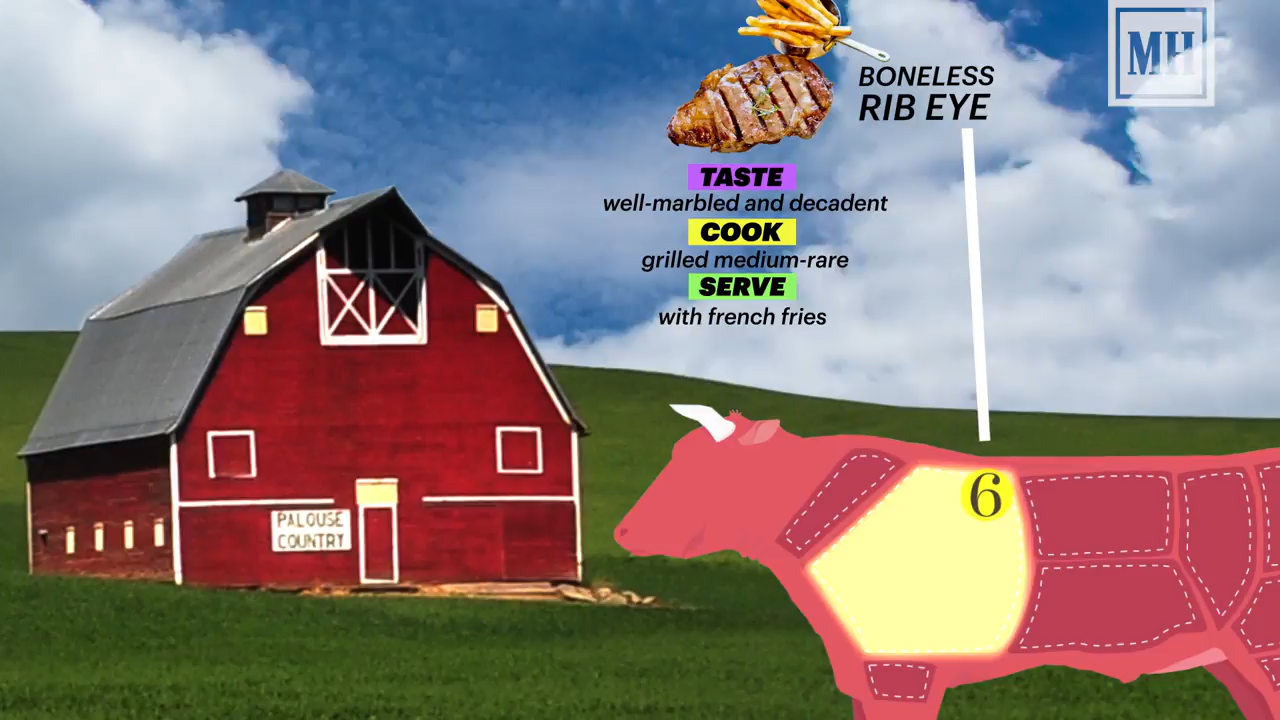 MH
BONELESS
RIB EYE
TASTE
well-marbled and decadent
COOK
grilled medium-rare
SERVE
with french fries
6
PALOUSE
COUNTRY